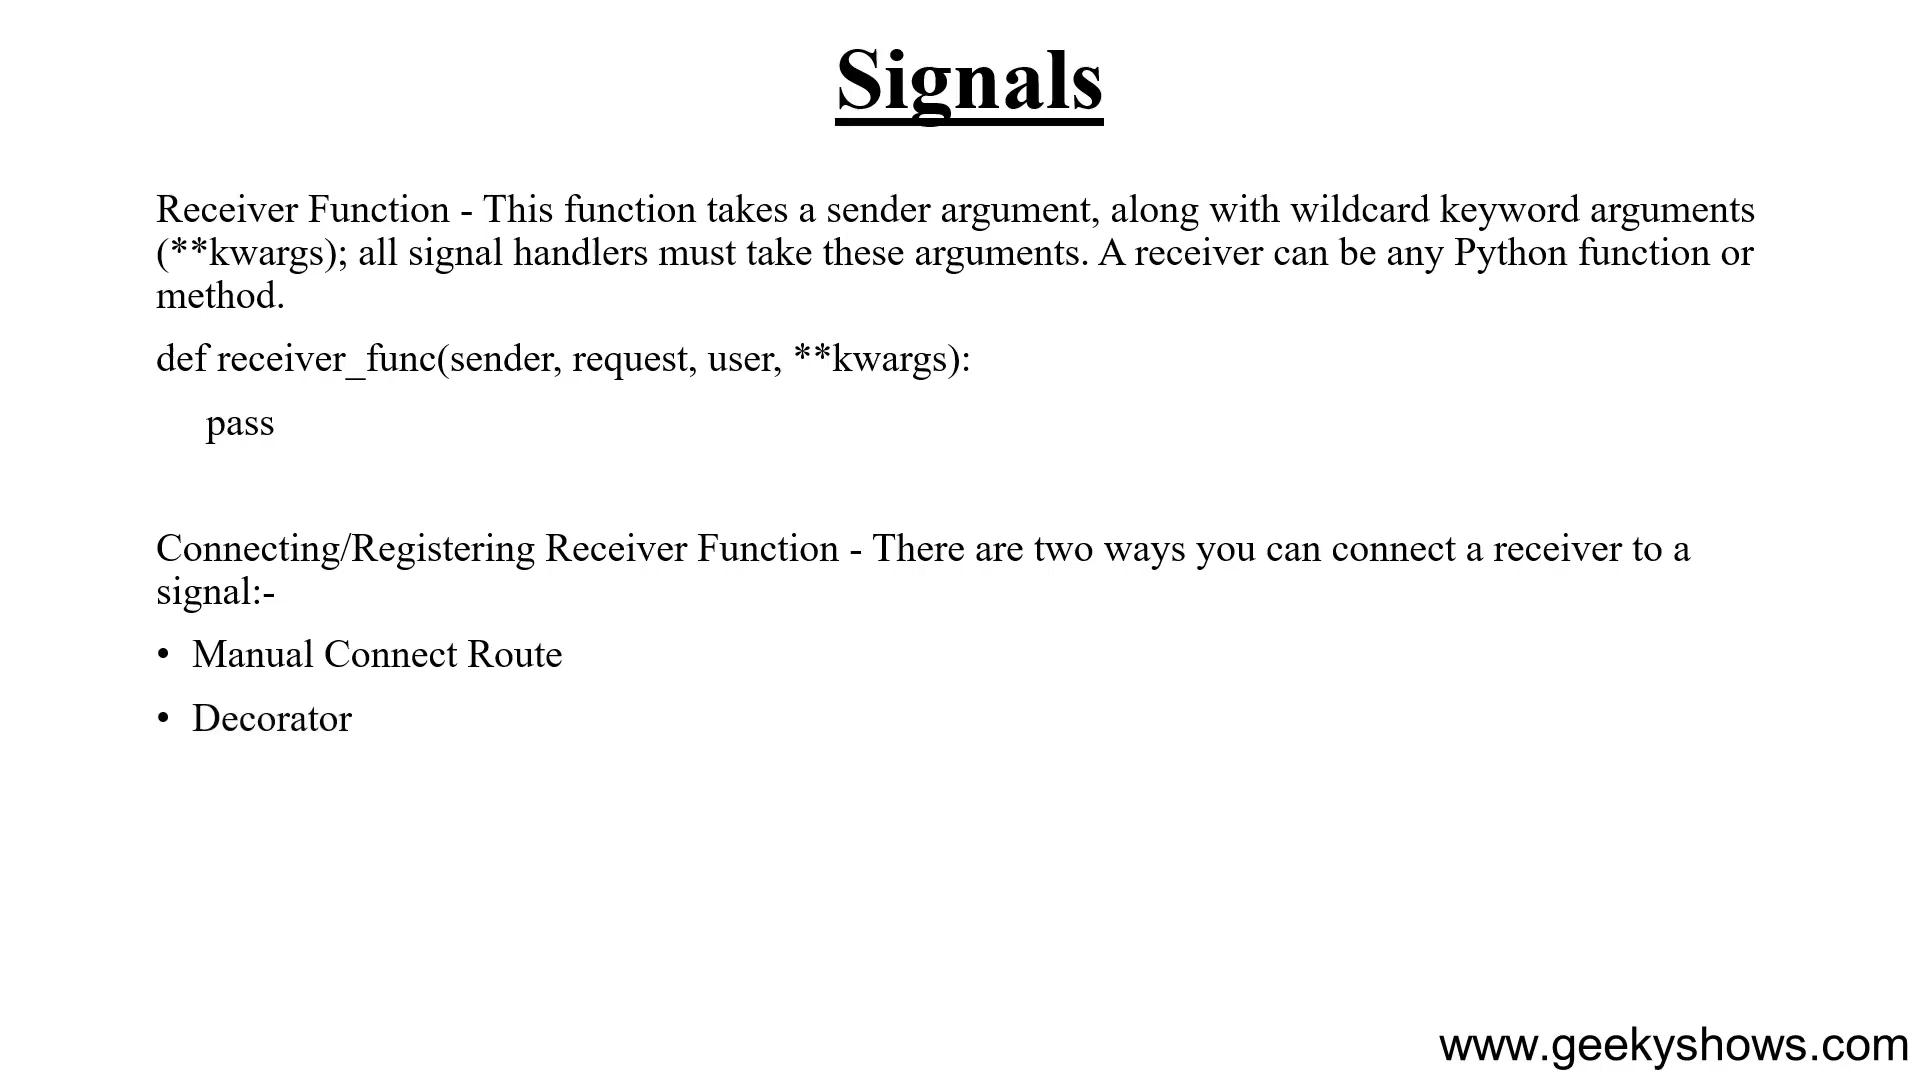 Signals
Receiver Function - This function takes a sender argument, along with wildcard keyword arguments
(**kwargs); all signal handlers must take these arguments. A receiver can be any Python function or
method.
def receiver_func(sender, request, user, **kwargs):
pass
Connecting/Registering Receiver Function - There are two ways you can connect a receiver to a
signal:-
• Manual Connect Route
• Decorator
www.geekyshows.com